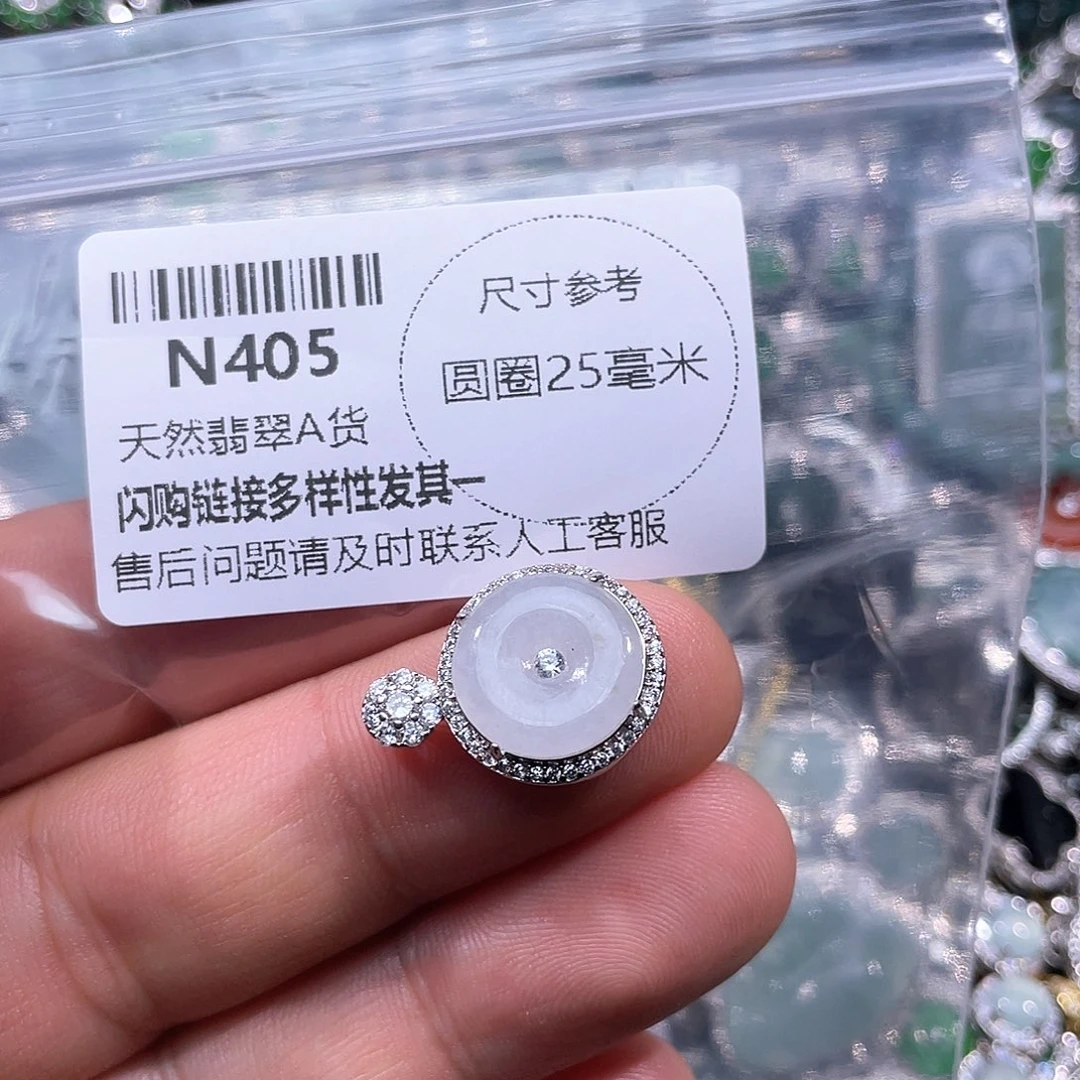 N405
天然翡翠A货
闪购链接多样性发其一
售后问题请及时联系人工客服
尺寸参考
圆圈25毫米